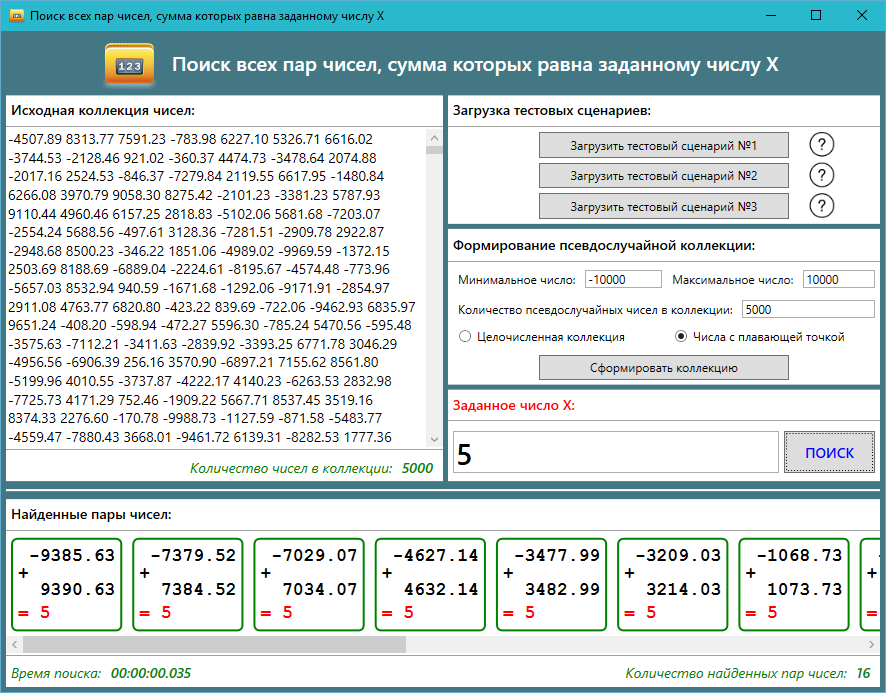 Поиск всех пар чисел, сумма которых равна заданному числу X
123
Поиск всех пар чисел, сумма которых равна заданному числу X
Исходная коллекция чисел:
-4507.89 8313.77 7591.23 -783.98 6227.10 5326.71 6616.02
-3744.53 -2128.46 921.02 -360.37 4474.73 -3478.64 2074.88
-2017.16 2524.53 -846.37 -7279.84 2119.55 6617.95 -1480.84
6266.08 3970.79 9058.30 8275.42 -2101.23 -3381.23 5787.93
9110.44 4960.46 6157.25 2818.83 -5102.06 5681.68 -7203.07
-2554.24 5688.56 -497.61 3128.36 -7281.51 -2909.78 2922.87
-2948.68 8500.23 -346.22 1851.06 -4989.02 -9969.59 -1372.15
2503.69 8188.69 -6889.04 -2224.61 -8195.67 -4574.48 -773.96
-5657.03 8532.94 940.59 -1671.68 -1292.06 -9171.91 -2854.97
2911.08 4763.77 6820.80 -423.22 839.69 -722.06 -9462.93 6835.97
9651.24 -408.20 -598.94 -472.27 5596.30 -785.24 5470.56 -595.48
-3575.63 -7112.21 -3411.63 -2839.92 -3393.25 6771.78 3046.29
-4956.56 -6906.39 256.16 3570.90 -6897.21 7155.62 8561.80
-5199.96 4010.55 -3737.87 -4222.17 4140.23 -6263.53 2832.98
-7725.73 4171.29 752.46 -1909.22 5667.71 8537.45 3519.16
8374.33 2276.60 -170.78 -9988.73 -1127.59 -871.58 -5483.77
-4559.47 -7880.43 3668.01 -9461.72 6139.31 -8282.53 1777.36
Количество чисел в коллекции: 5000
Загрузка тестовых сценариев:
Загрузить тестовый сценарий №1 ?
Загрузить тестовый сценарий №2 ?
Загрузить тестовый сценарий №3 ?
Формирование псевдослучайной коллекции:
Минимальное число: -10000 Максимальное число: 10000
Количество псевдослучайных чисел в коллекции: 5000
Целочисленная коллекция Числа с плавающей точкой
Сформировать коллекцию
Заданное число X:
5 ПОИСК
Найденные пары чисел:
-9385.63 -7379.52 -7029.07 -4627.14 -3477.99 -3209.03 -1068.73
+ + + + + + + +
9390.63 7384.52 7034.07 4632.14 3482.99 3214.03 1073.73
= 5 = 5 = 5 = 5 = 5 = 5 = 5 =
Время поиска: 00:00:00.035 Количество найденных пар чисел: 16